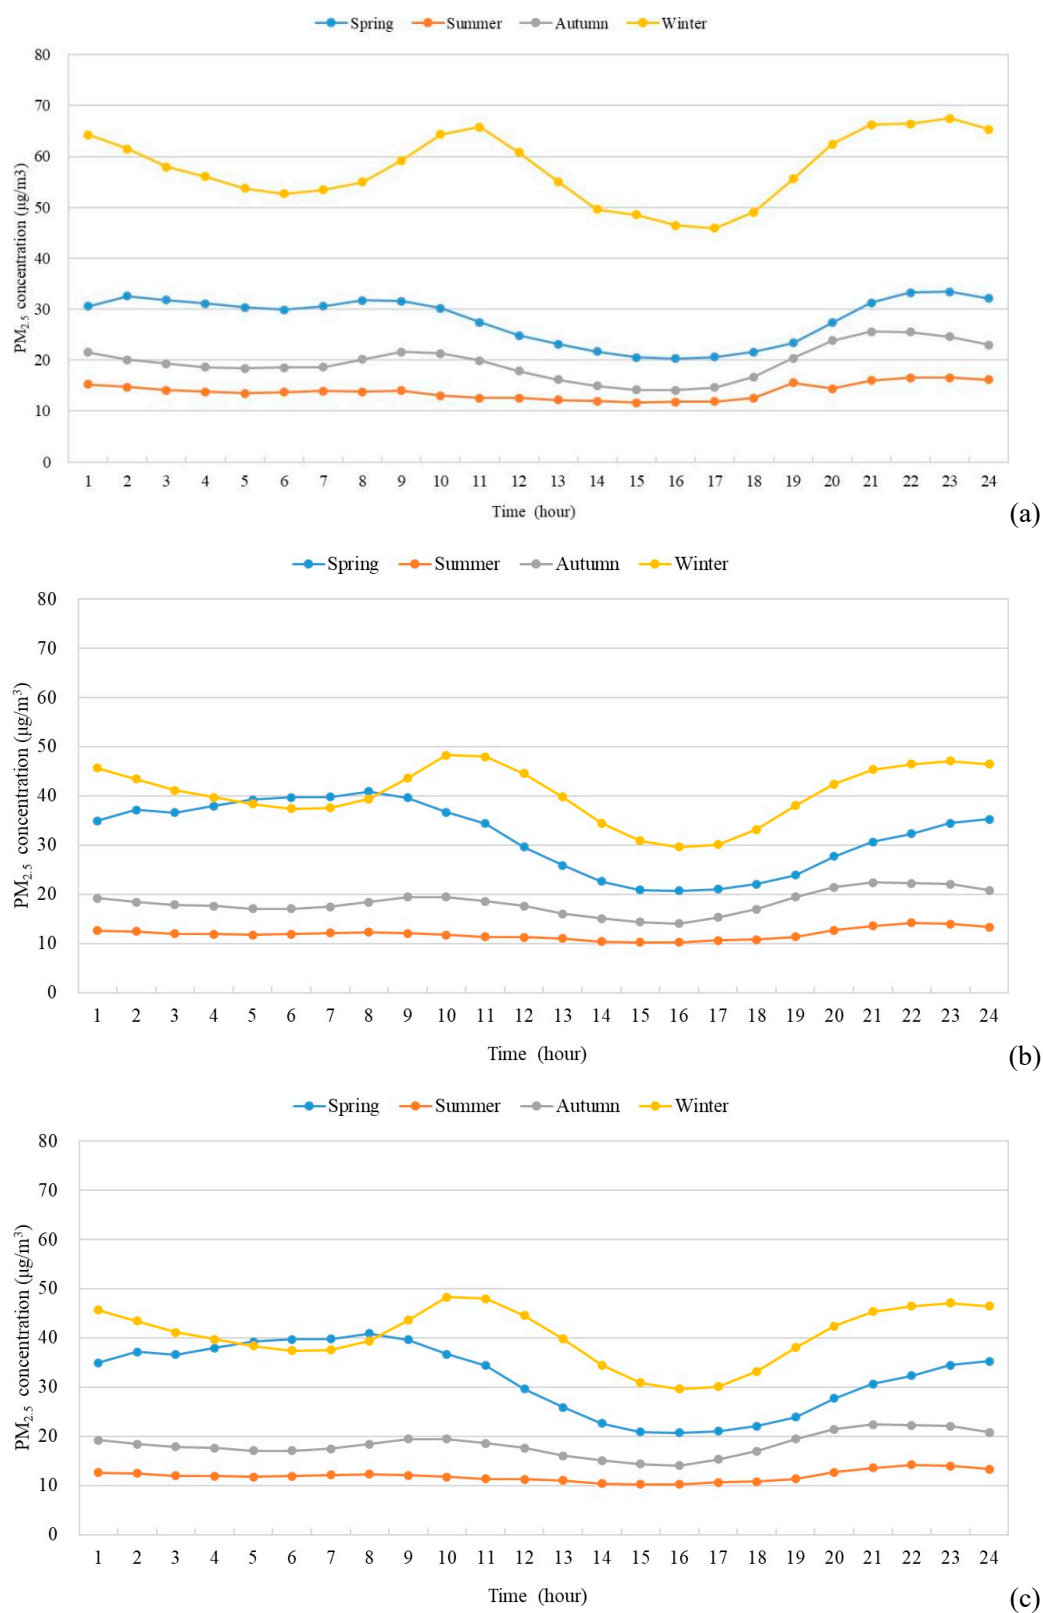 Spring Summer Autumn Winter
80
70
60
50
40
30
20
10
0
PM2.5 concentration (μg/m3)
1 2 3 4 5 6 7 8 9 10 11 12 13 14 15 16 17 18 19 20 21 22 23 24
Time (hour)
(a)
Spring Summer Autumn Winter
80
70
60
50
40
30
20
10
0
PM2.5 concentration (μg/m³)
1 2 3 4 5 6 7 8 9 10 11 12 13 14 15 16 17 18 19 20 21 22 23 24
Time (hour)
(b)
Spring Summer Autumn Winter
80
70
60
50
40
30
20
10
0
PM2.5 concentration (μg/m³)
1 2 3 4 5 6 7 8 9 10 11 12 13 14 15 16 17 18 19 20 21 22 23 24
Time (hour)
(c)